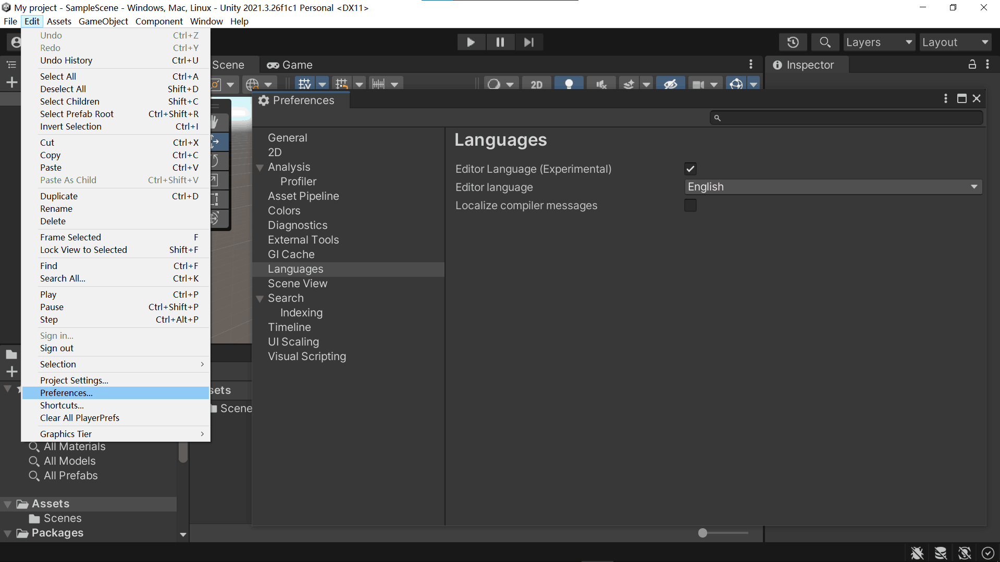 My project - SampleScene - Windows, Mac, Linux - Unity 2021.3.26f1c1 Personal <DX11>
File Edit Assets GameObject Component Window Help
Undo Ctrl+Z
Redo Ctrl+Y
Undo History Ctrl+U
Select All Ctrl+A
Deselect All Shift+D
Select Children Shift+C
Select Prefab Root Ctrl+Shift+R
Invert Selection Ctrl+I
Cut Ctrl+X
Copy Ctrl+C
Paste Ctrl+V
Paste As Child Ctrl+Shift+V
Duplicate Ctrl+D
Rename
Delete
Frame Selected F
Lock View to Selected Shift+F
Find Ctrl+F
Search All... Ctrl+K
Play Ctrl+P
Pause Ctrl+Shift+P
Step Ctrl+Alt+P
Sign in...
Sign out
Selection
Project Settings...
Preferences...
Shortcuts...
Clear All PlayerPrefs
Graphics Tier
Layers Layout
Scene Game Inspector
2D
Preferences
General
2D
Analysis
Profiler
Asset Pipeline
Colors
Diagnostics
External Tools
GI Cache
Languages
Scene View
Search
Indexing
Timeline
UI Scaling
Visual Scripting
Languages
Editor Language (Experimental)
Editor language English
Localize compiler messages
sets
Scene
All Materials
All Models
All Prefabs
Assets
Scenes
Packages